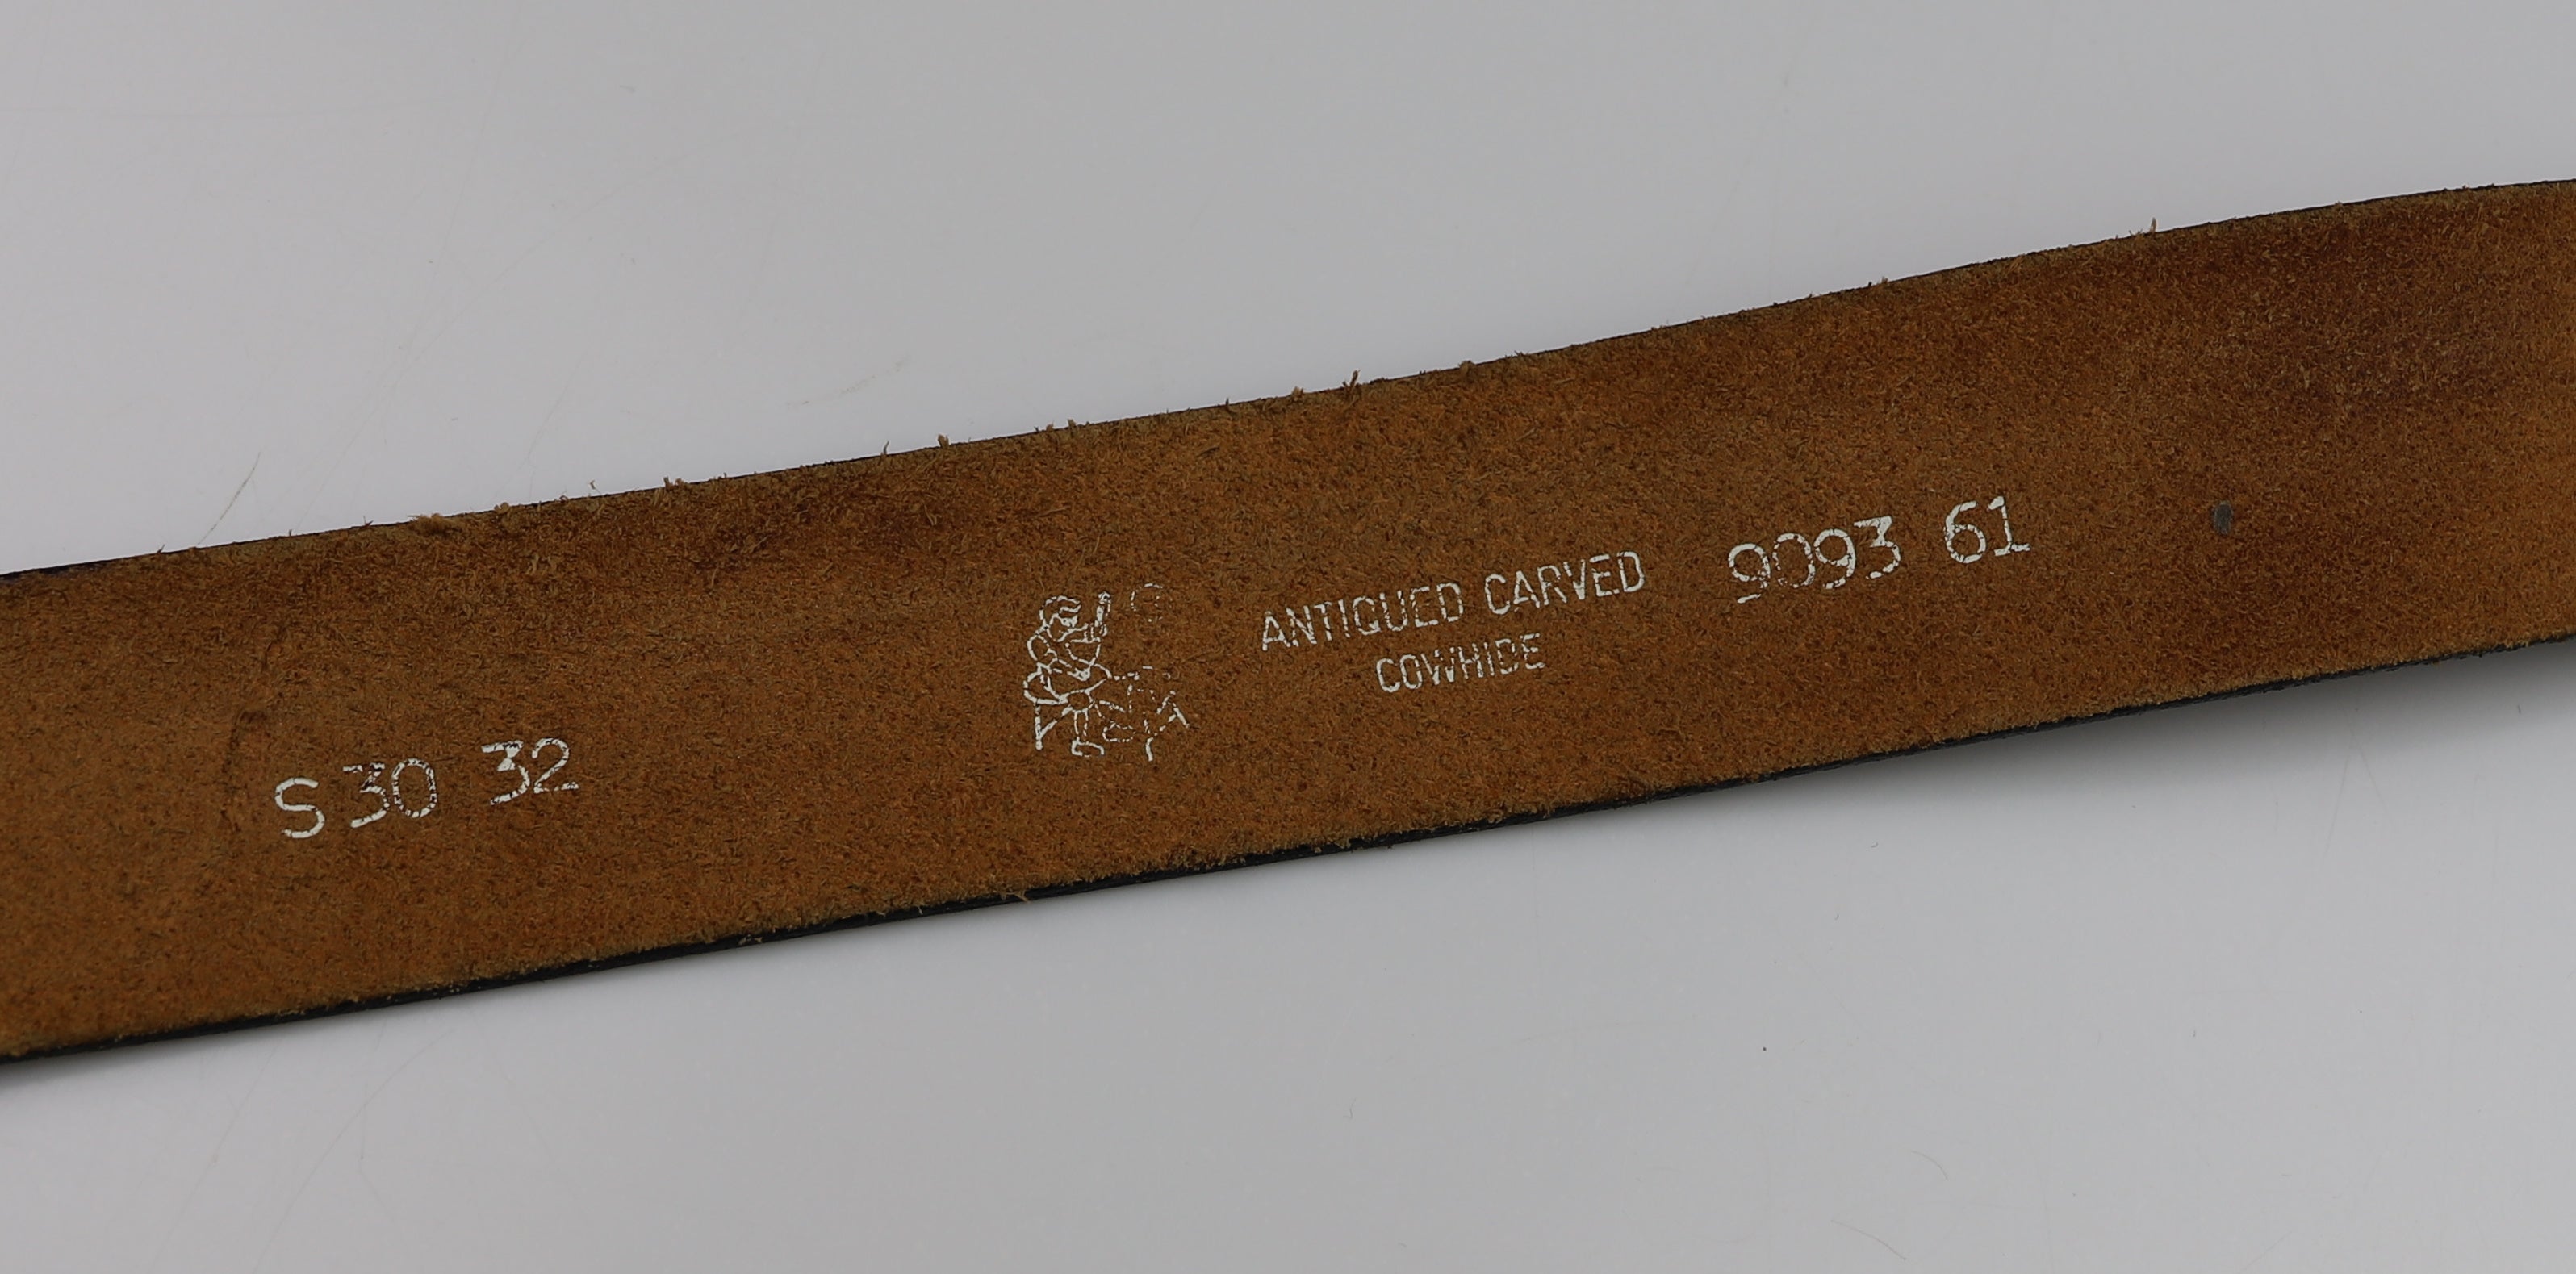 S 30 32
ANTIQUED CARVED
COWHIDE
9093 61